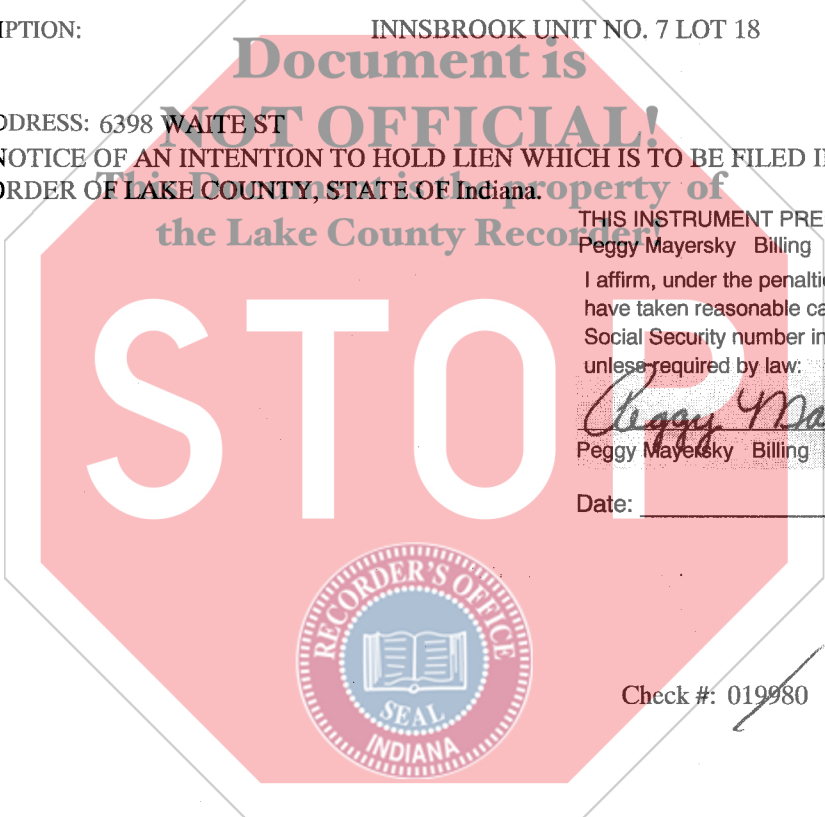 IPTION: INNSBROOK UNIT NO. 7 LOT 18
Document is
DDRESS: 6398 WAITE ST
NOT OFFICIAL!
NOTICE OF AN INTENTION TO HOLD LIEN WHICH IS TO BE FILED I
ORDER OF LAKE COUNTY, STATE OF Indiana.
This Document is the property of
the Lake County Recorder!
THIS INSTRUMENT PRE
Peggy Mayersky Billing
I affirm, under the penalti
have taken reasonable ca
Social Security number in
unless required by law:
Peggy Ma
Peggy Mayersky Billing
Date:
STOP
RECORDER'S OFFICE
SEAL
INDIANA
Check #: 019980